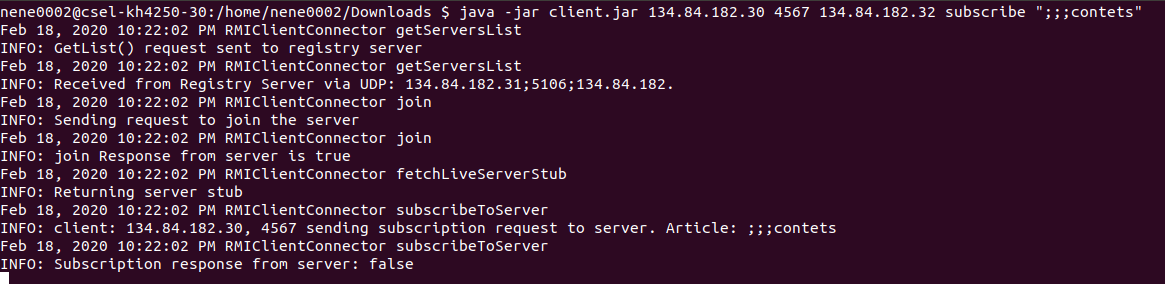 nene0002@csel-kh4250-30:/home/nene0002/Downloads $ java -jar client.jar 134.84.182.30 4567 134.84.182.32 subscribe ";;;contets"
Feb 18, 2020 10:22:02 PM RMIClientConnector getServersList
INFO: GetList() request sent to registry server
Feb 18, 2020 10:22:02 PM RMIClientConnector getServersList
INFO: Received from Registry Server via UDP: 134.84.182.31;5106;134.84.182.
Feb 18, 2020 10:22:02 PM RMIClientConnector join
INFO: Sending request to join the server
Feb 18, 2020 10:22:02 PM RMIClientConnector join
INFO: join Response from server is true
Feb 18, 2020 10:22:02 PM RMIClientConnector fetchLiveServerStub
INFO: Returning server stub
Feb 18, 2020 10:22:02 PM RMIClientConnector subscribeToServer
INFO: client: 134.84.182.30, 4567 sending subscription request to server. Article: ;;;contets
Feb 18, 2020 10:22:02 PM RMIClientConnector subscribeToServer
INFO: Subscription response from server: false